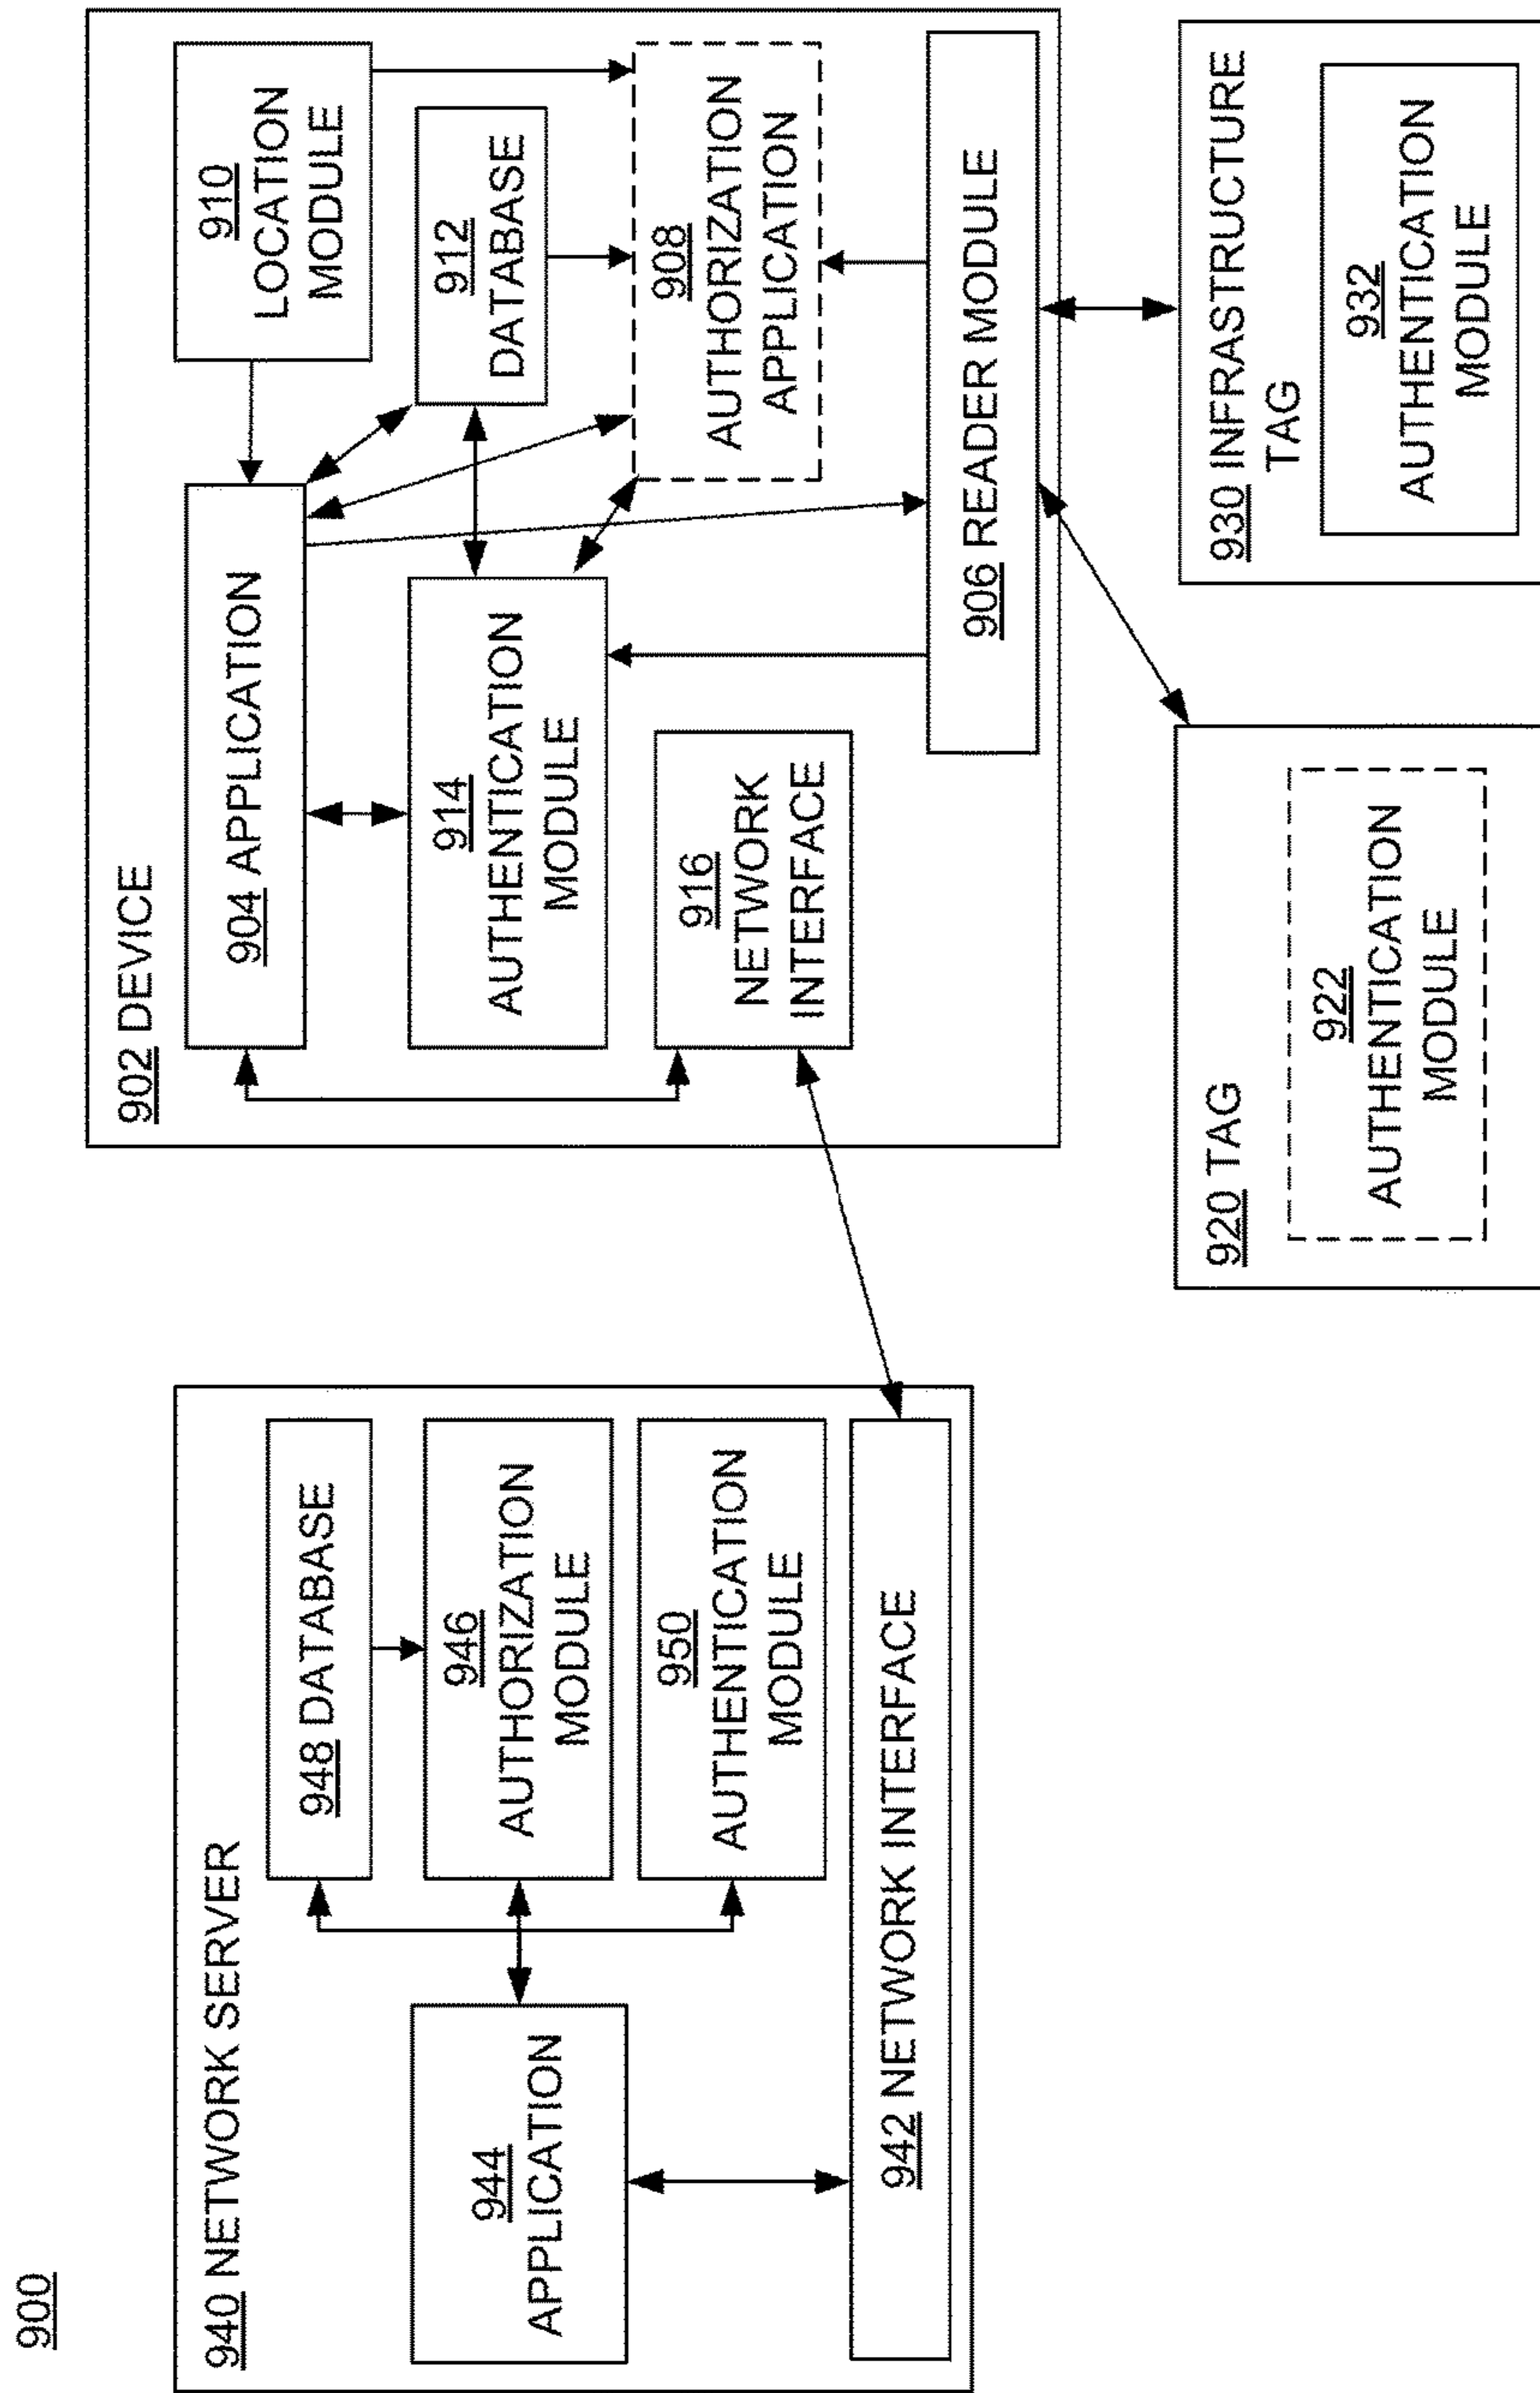 900
940 NETWORK SERVER
948 DATABASE
944
APPLICATION
946
AUTHORIZATION
MODULE
950
AUTHENTICATION
MODULE
942 NETWORK INTERFACE
902 DEVICE
904 APPLICATION
910
LOCATION
MODULE
914
AUTHENTICATION
MODULE
912
DATABASE
916
NETWORK
INTERFACE
908
AUTHORIZATION
APPLICATION
906 READER MODULE
920 TAG
922
AUTHENTICATION
MODULE
930 INFRASTRUCTURE
TAG
932
AUTHENTICATION
MODULE